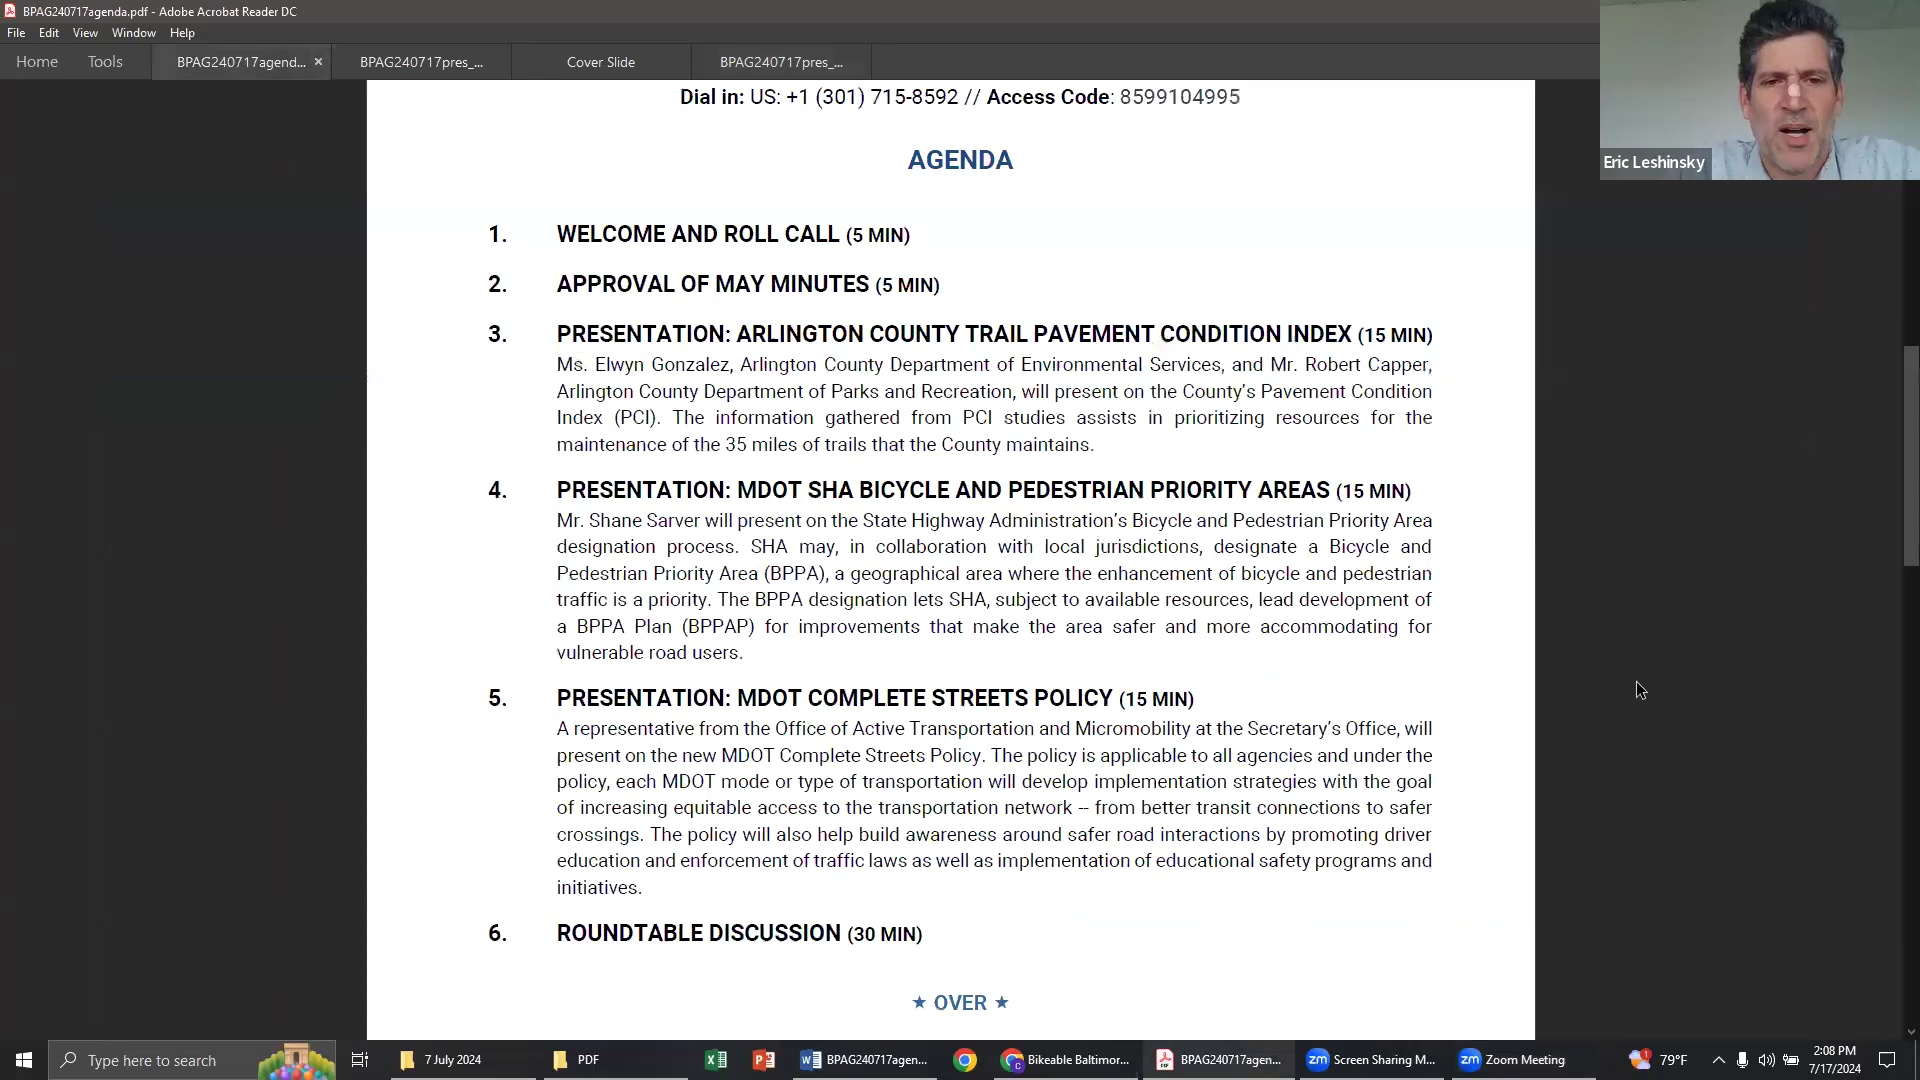 BPAG240717agenda.pdf - Adobe Acrobat Reader DC
File Edit View Window Help
Home Tools BPAG240717agend... × BPAG240717pres_... Cover Slide BPAG240717pres_...
Dial in: US: +1 (301) 715-8592 // Access Code: 8599104995
Eric Leshinsky
AGENDA
1. WELCOME AND ROLL CALL (5 MIN)
2. APPROVAL OF MAY MINUTES (5 MIN)
3. PRESENTATION: ARLINGTON COUNTY TRAIL PAVEMENT CONDITION INDEX (15 MIN)
Ms. Elwyn Gonzalez, Arlington County Department of Environmental Services, and Mr. Robert Capper,
Arlington County Department of Parks and Recreation, will present on the County’s Pavement Condition
Index (PCI). The information gathered from PCI studies assists in prioritizing resources for the
maintenance of the 35 miles of trails that the County maintains.
4. PRESENTATION: MDOT SHA BICYCLE AND PEDESTRIAN PRIORITY AREAS (15 MIN)
Mr. Shane Sarver will present on the State Highway Administration’s Bicycle and Pedestrian Priority Area
designation process. SHA may, in collaboration with local jurisdictions, designate a Bicycle and
Pedestrian Priority Area (BPPA), a geographical area where the enhancement of bicycle and pedestrian
traffic is a priority. The BPPA designation lets SHA, subject to available resources, lead development of
a BPPA Plan (BPPAP) for improvements that make the area safer and more accommodating for
vulnerable road users.
5. PRESENTATION: MDOT COMPLETE STREETS POLICY (15 MIN)
A representative from the Office of Active Transportation and Micromobility at the Secretary’s Office, will
present on the new MDOT Complete Streets Policy. The policy is applicable to all agencies and under the
policy, each MDOT mode or type of transportation will develop implementation strategies with the goal
of increasing equitable access to the transportation network -- from better transit connections to safer
crossings. The policy will also help build awareness around safer road interactions by promoting driver
education and enforcement of traffic laws as well as implementation of educational safety programs and
initiatives.
6. ROUNDTABLE DISCUSSION (30 MIN)
★ OVER ★
Type here to search 7 July 2024 PDF BPAG240717agen... Bikeable Baltimor... BPAG240717agen... Screen Sharing M... Zoom Meeting 79°F 2:08 PM
7/17/2024